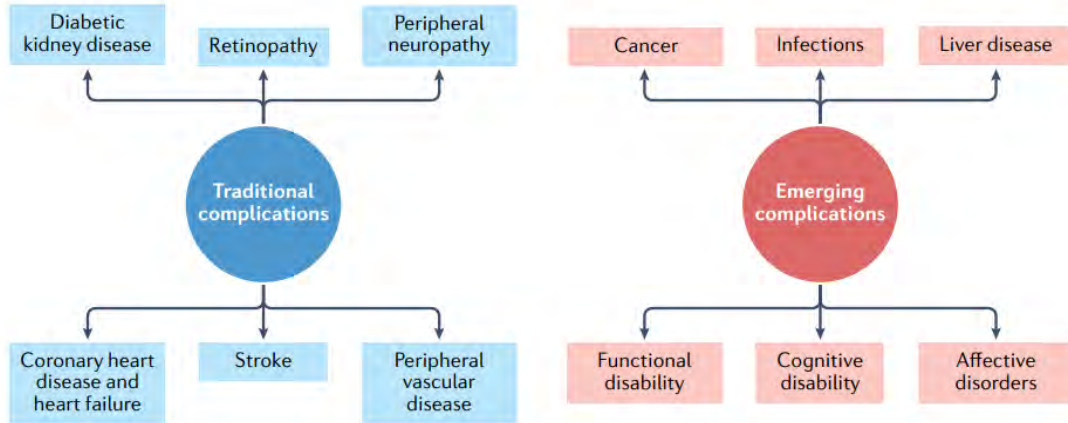 Diabetic
kidney disease
Retinopathy
Peripheral
neuropathy
Traditional
complications
Coronary heart
disease and
heart failure
Stroke
Peripheral
vascular
disease
Cancer
Infections
Liver disease
Emerging
complications
Functional
disability
Cognitive
disability
Affective
disorders